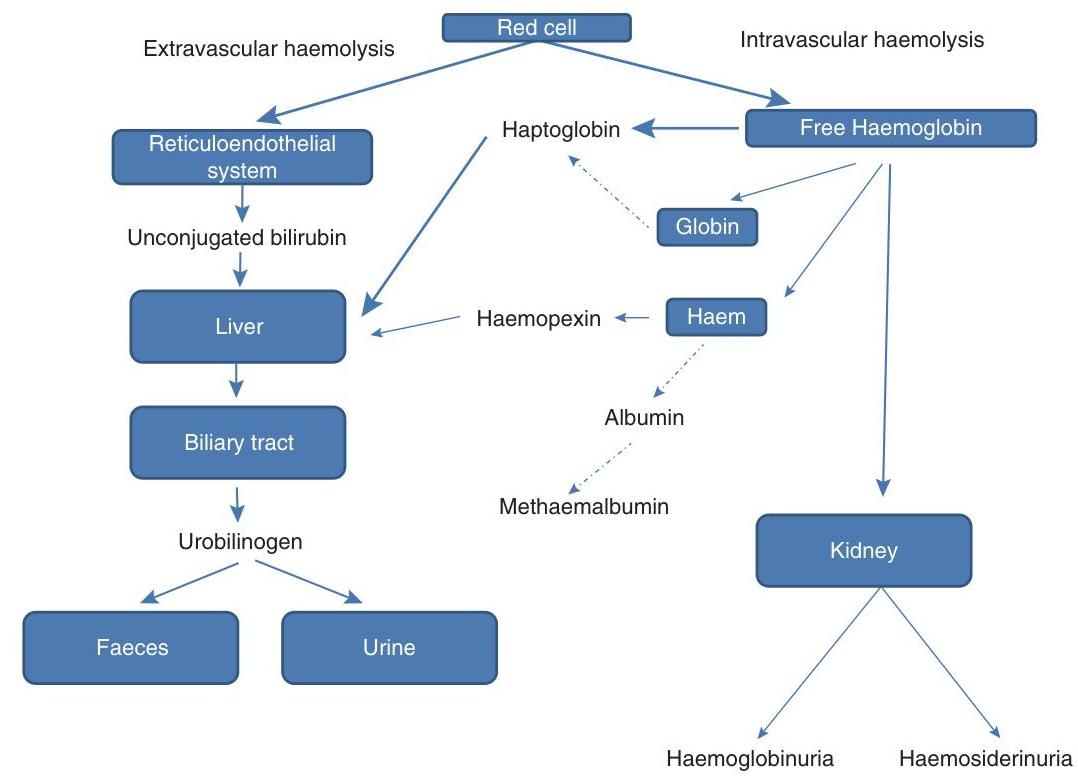 Red cell
Extravascular haemolysis
Intravascular haemolysis
Reticuloendothelial
system
Haptoglobin
Free Haemoglobin
Globin
Unconjugated bilirubin
Liver
Haemopexin
Haem
Albumin
Biliary tract
Methaemalbumin
Urobilinogen
Kidney
Faeces
Urine
Haemoglobinuria
Haemosiderinuria